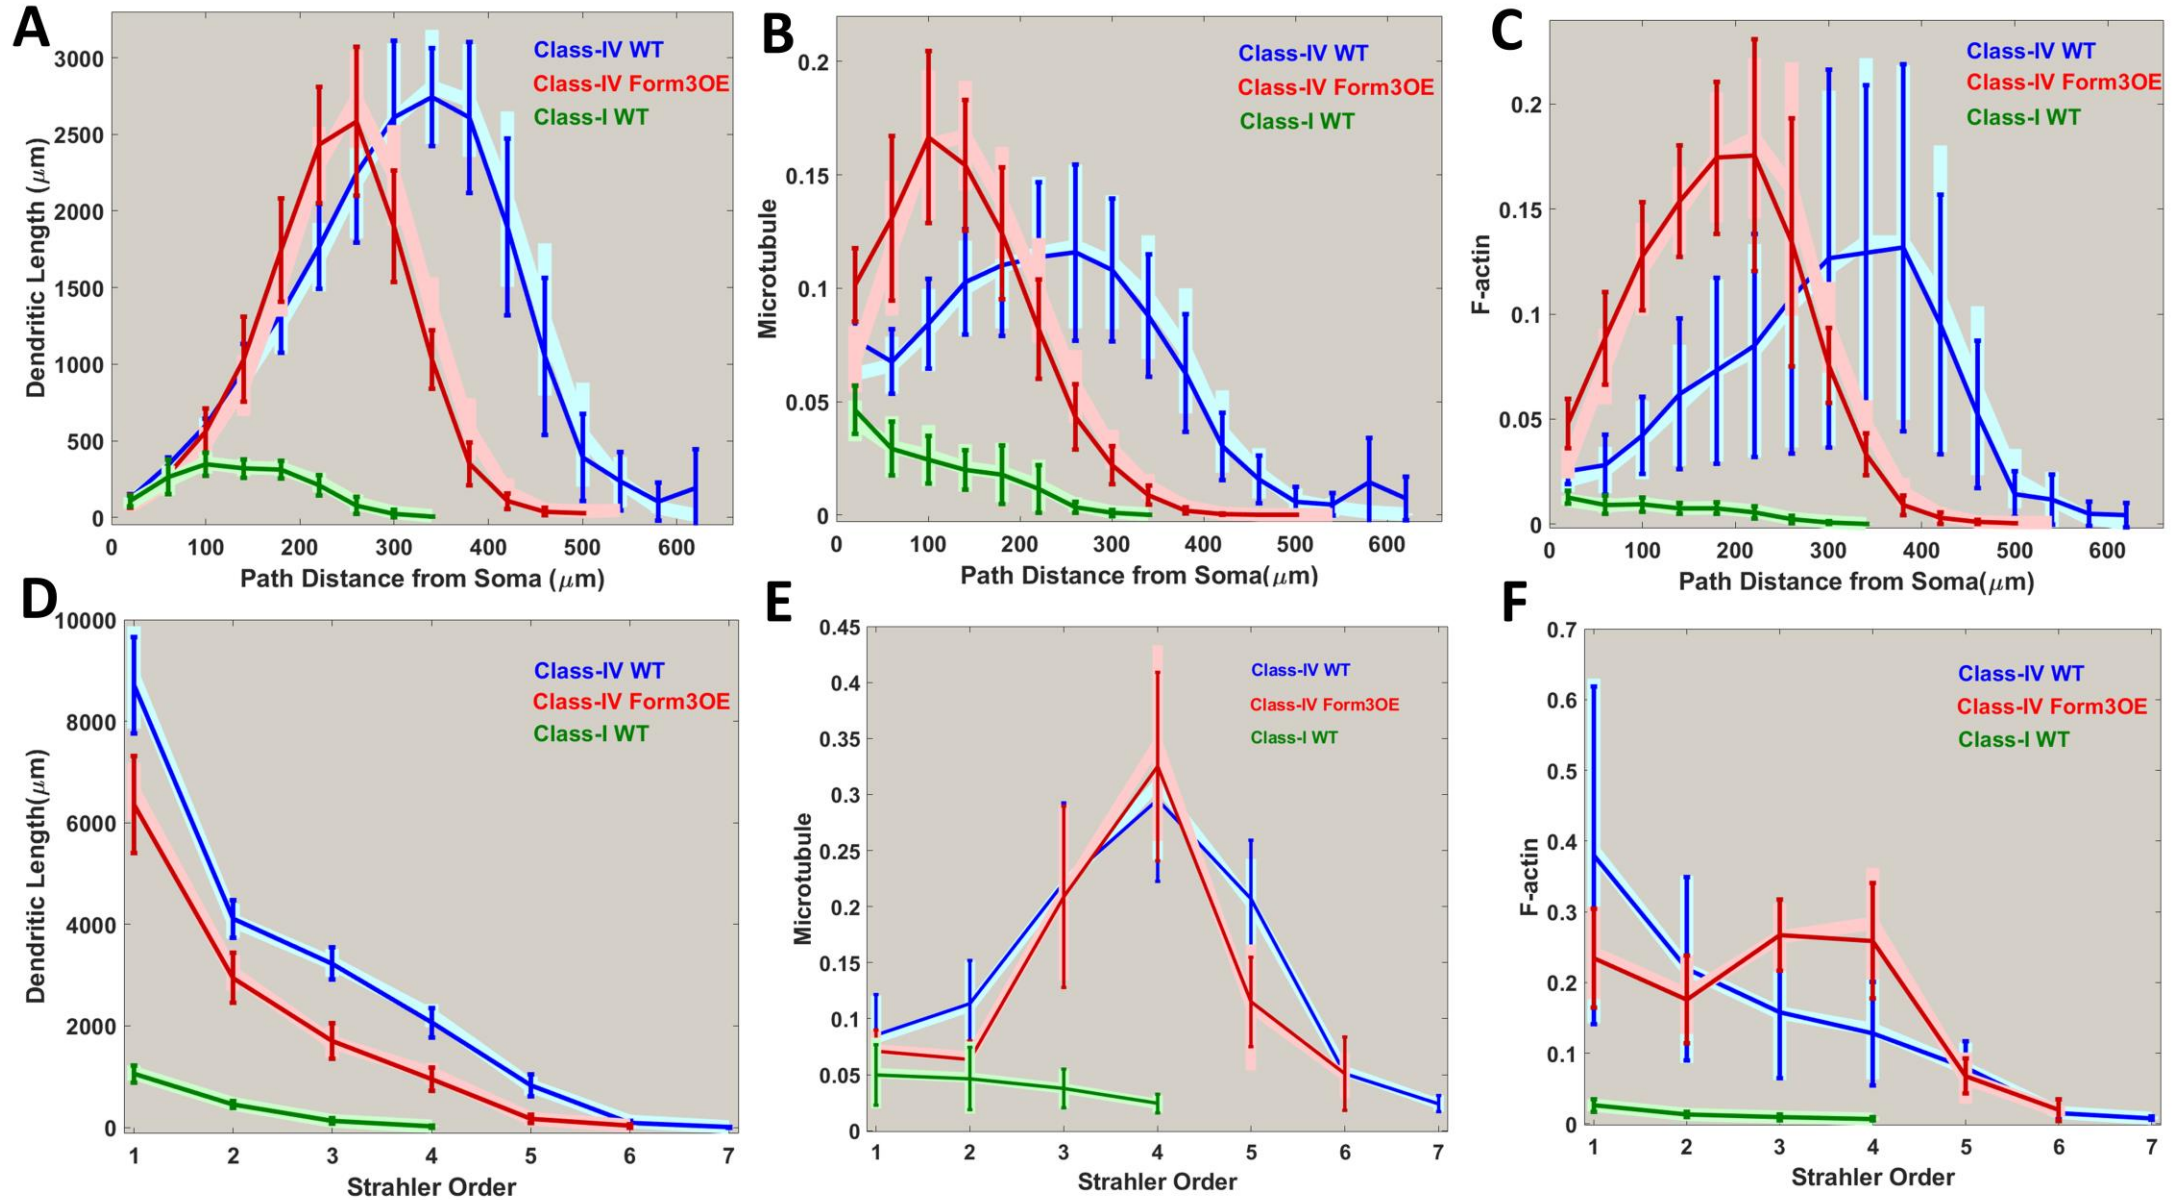 A
Class-IV WT
Class-IV Form3OE
Class-I WT
Dendritic Length (μm)
3000
2500
2000
1500
1000
500
0
0 100 200 300 400 500 600
Path Distance from Soma (μm)
B
Class-IV WT
Class-IV Form3OE
Class-I WT
Microtubule
0.2
0.15
0.1
0.05
0
0 100 200 300 400 500 600
Path Distance from Soma(μm)
C
Class-IV WT
Class-IV Form3OE
Class-I WT
F-actin
0.2
0.15
0.1
0.05
0
0 100 200 300 400 500 600
Path Distance from Soma(μm)
D
Class-IV WT
Class-IV Form3OE
Class-I WT
Dendritic Length(μm)
10000
8000
6000
4000
2000
0
1 2 3 4 5 6 7
Strahler Order
E
Class-IV WT
Class-IV Form3OE
Class-I WT
Microtubule
0.45
0.4
0.35
0.3
0.25
0.2
0.15
0.1
0.05
0
1 2 3 4 5 6 7
Strahler Order
F
Class-IV WT
Class-IV Form3OE
Class-I WT
F-actin
0.7
0.6
0.5
0.4
0.3
0.2
0.1
0
1 2 3 4 5 6 7
Strahler Order